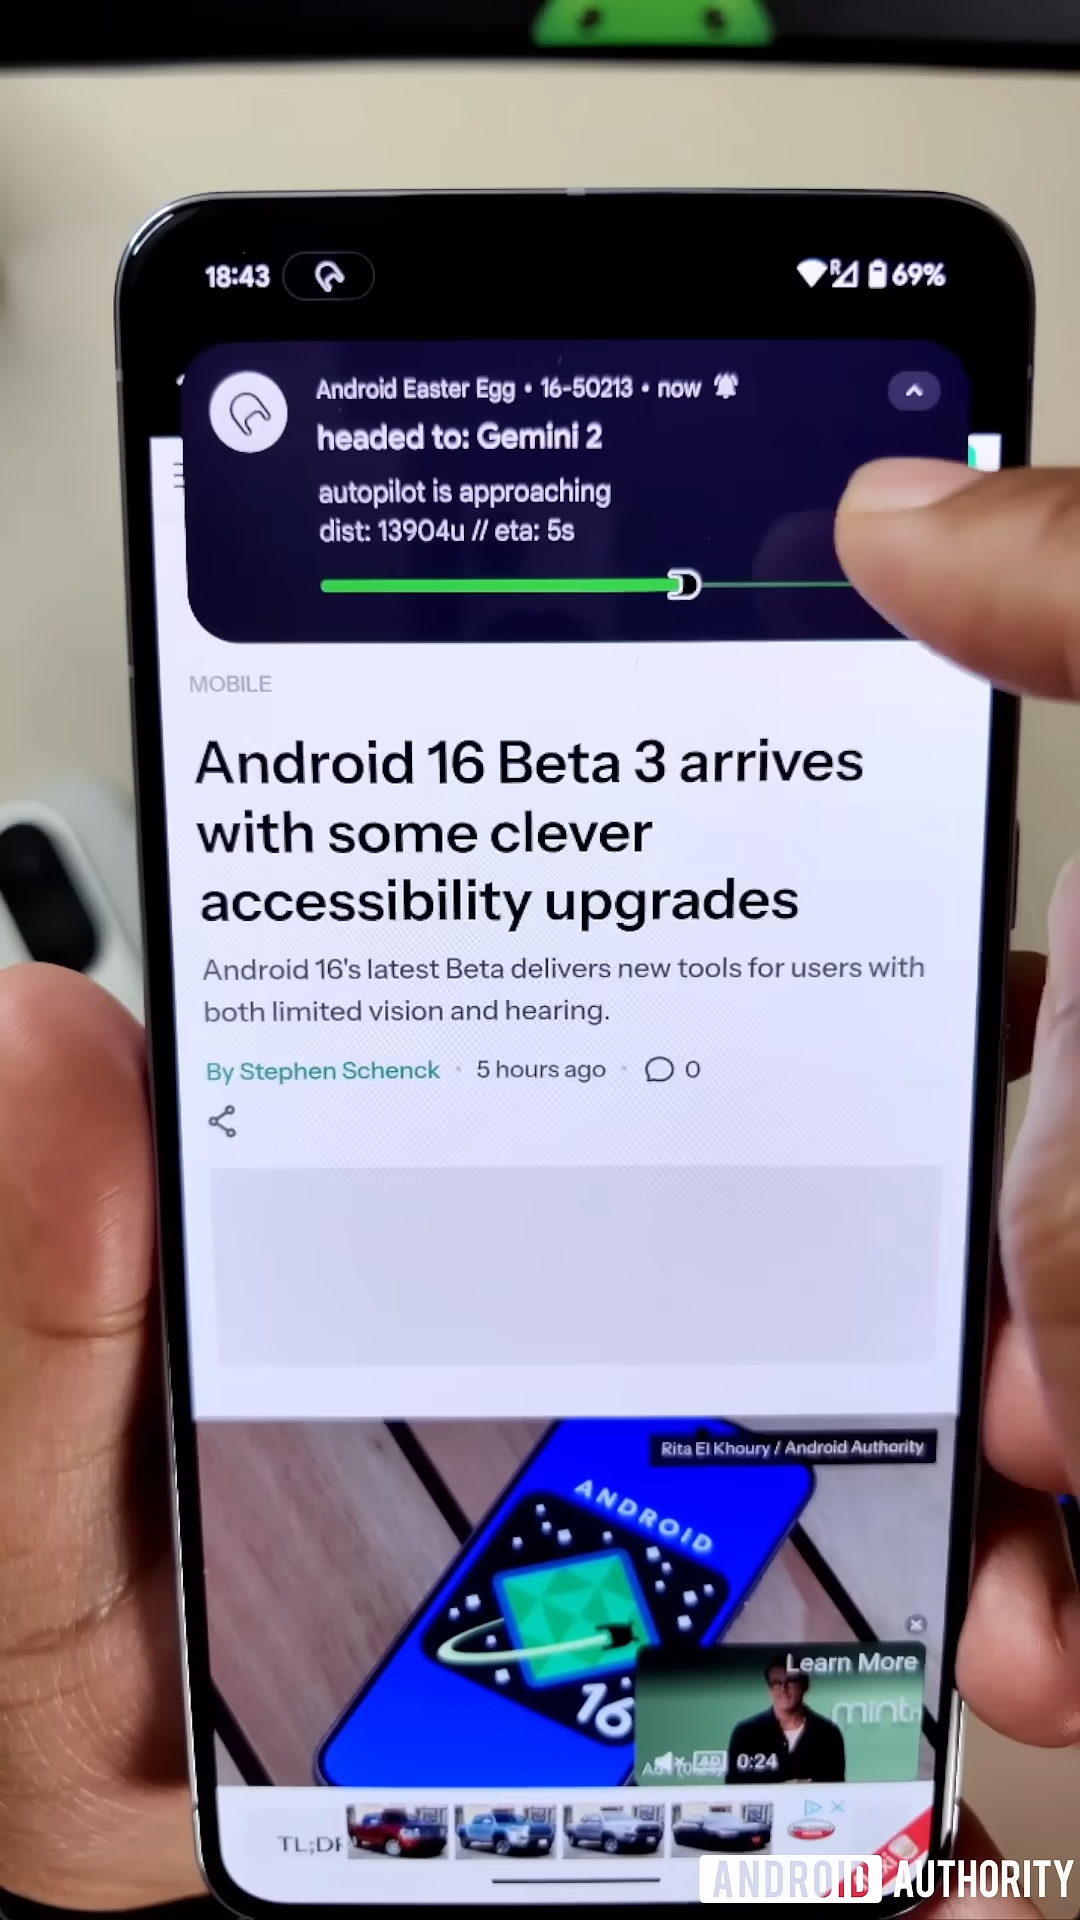 18:43
R
69%
Android Easter Egg • 16-50213 • now
headed to: Gemini 2
autopilot is approaching
dist: 13904u // eta: 5s
MOBILE
Android 16 Beta 3 arrives
with some clever
accessibility upgrades
Android 16's latest Beta delivers new tools for users with
both limited vision and hearing.
By Stephen Schenck · 5 hours ago · 0
Rita El Khoury / Android Authority
ANDROID
16
Learn More
mint
AD 0:24
TL;DR
ANDROID AUTHORITY